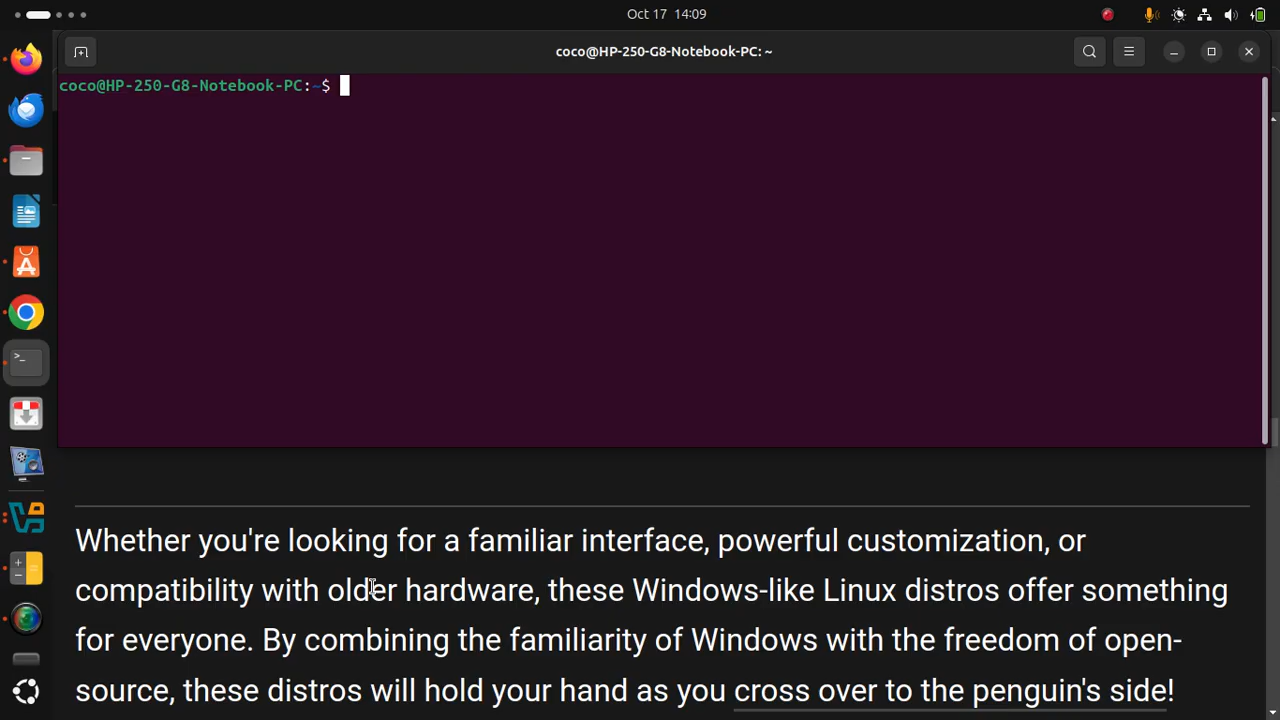 Oct 17 14:09
coco@HP-250-G8-Notebook-PC: ~
coco@HP-250-G8-Notebook-PC:~$
Whether you're looking for a familiar interface, powerful customization, or
compatibility with older hardware, these Windows-like Linux distros offer something
for everyone. By combining the familiarity of Windows with the freedom of open-
source, these distros will hold your hand as you cross over to the penguin's side!